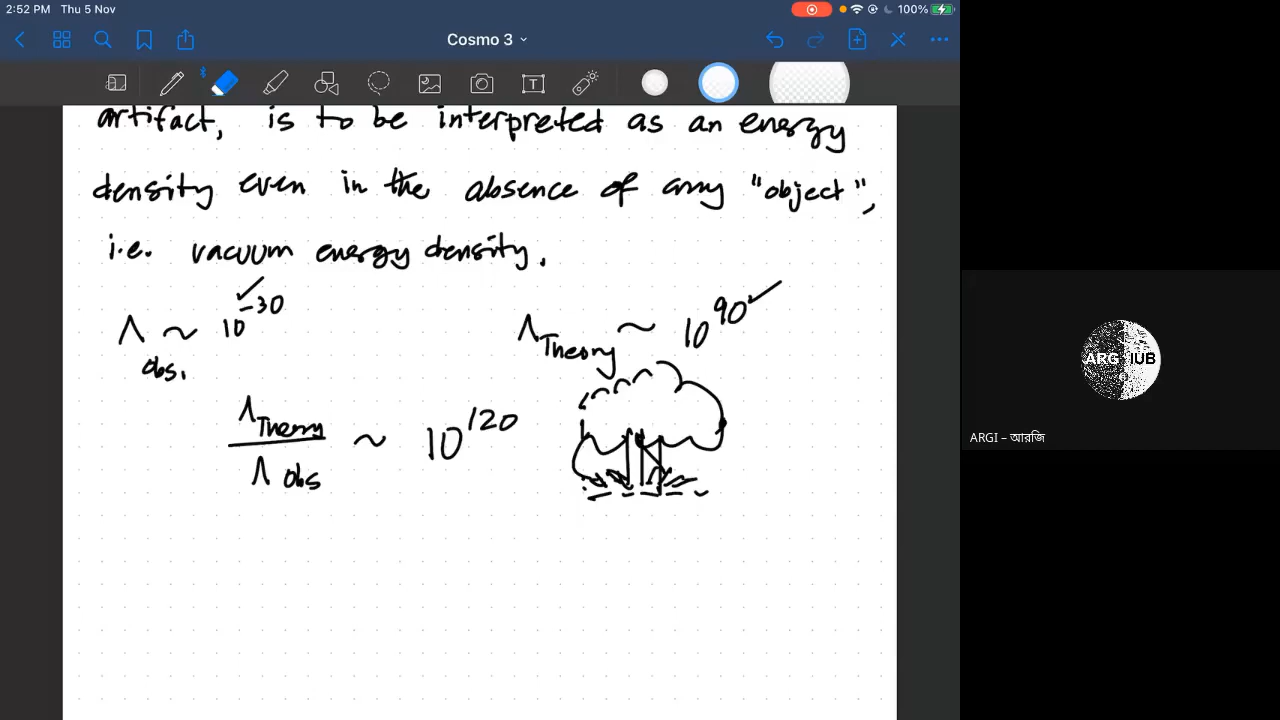 2:52 PM Thu 5 Nov 100%
Cosmo 3
T
artifact, is to be interpreted as an energy
density even in the absence of any "object",
i.e. vacuum energy density.
Λ obs. ~ 10^-30 ✓ Λ Theory ~ 10^90 ✓
Λ Theory / Λ obs ~ 10^120
ARG IUB
ARGI – আরজি